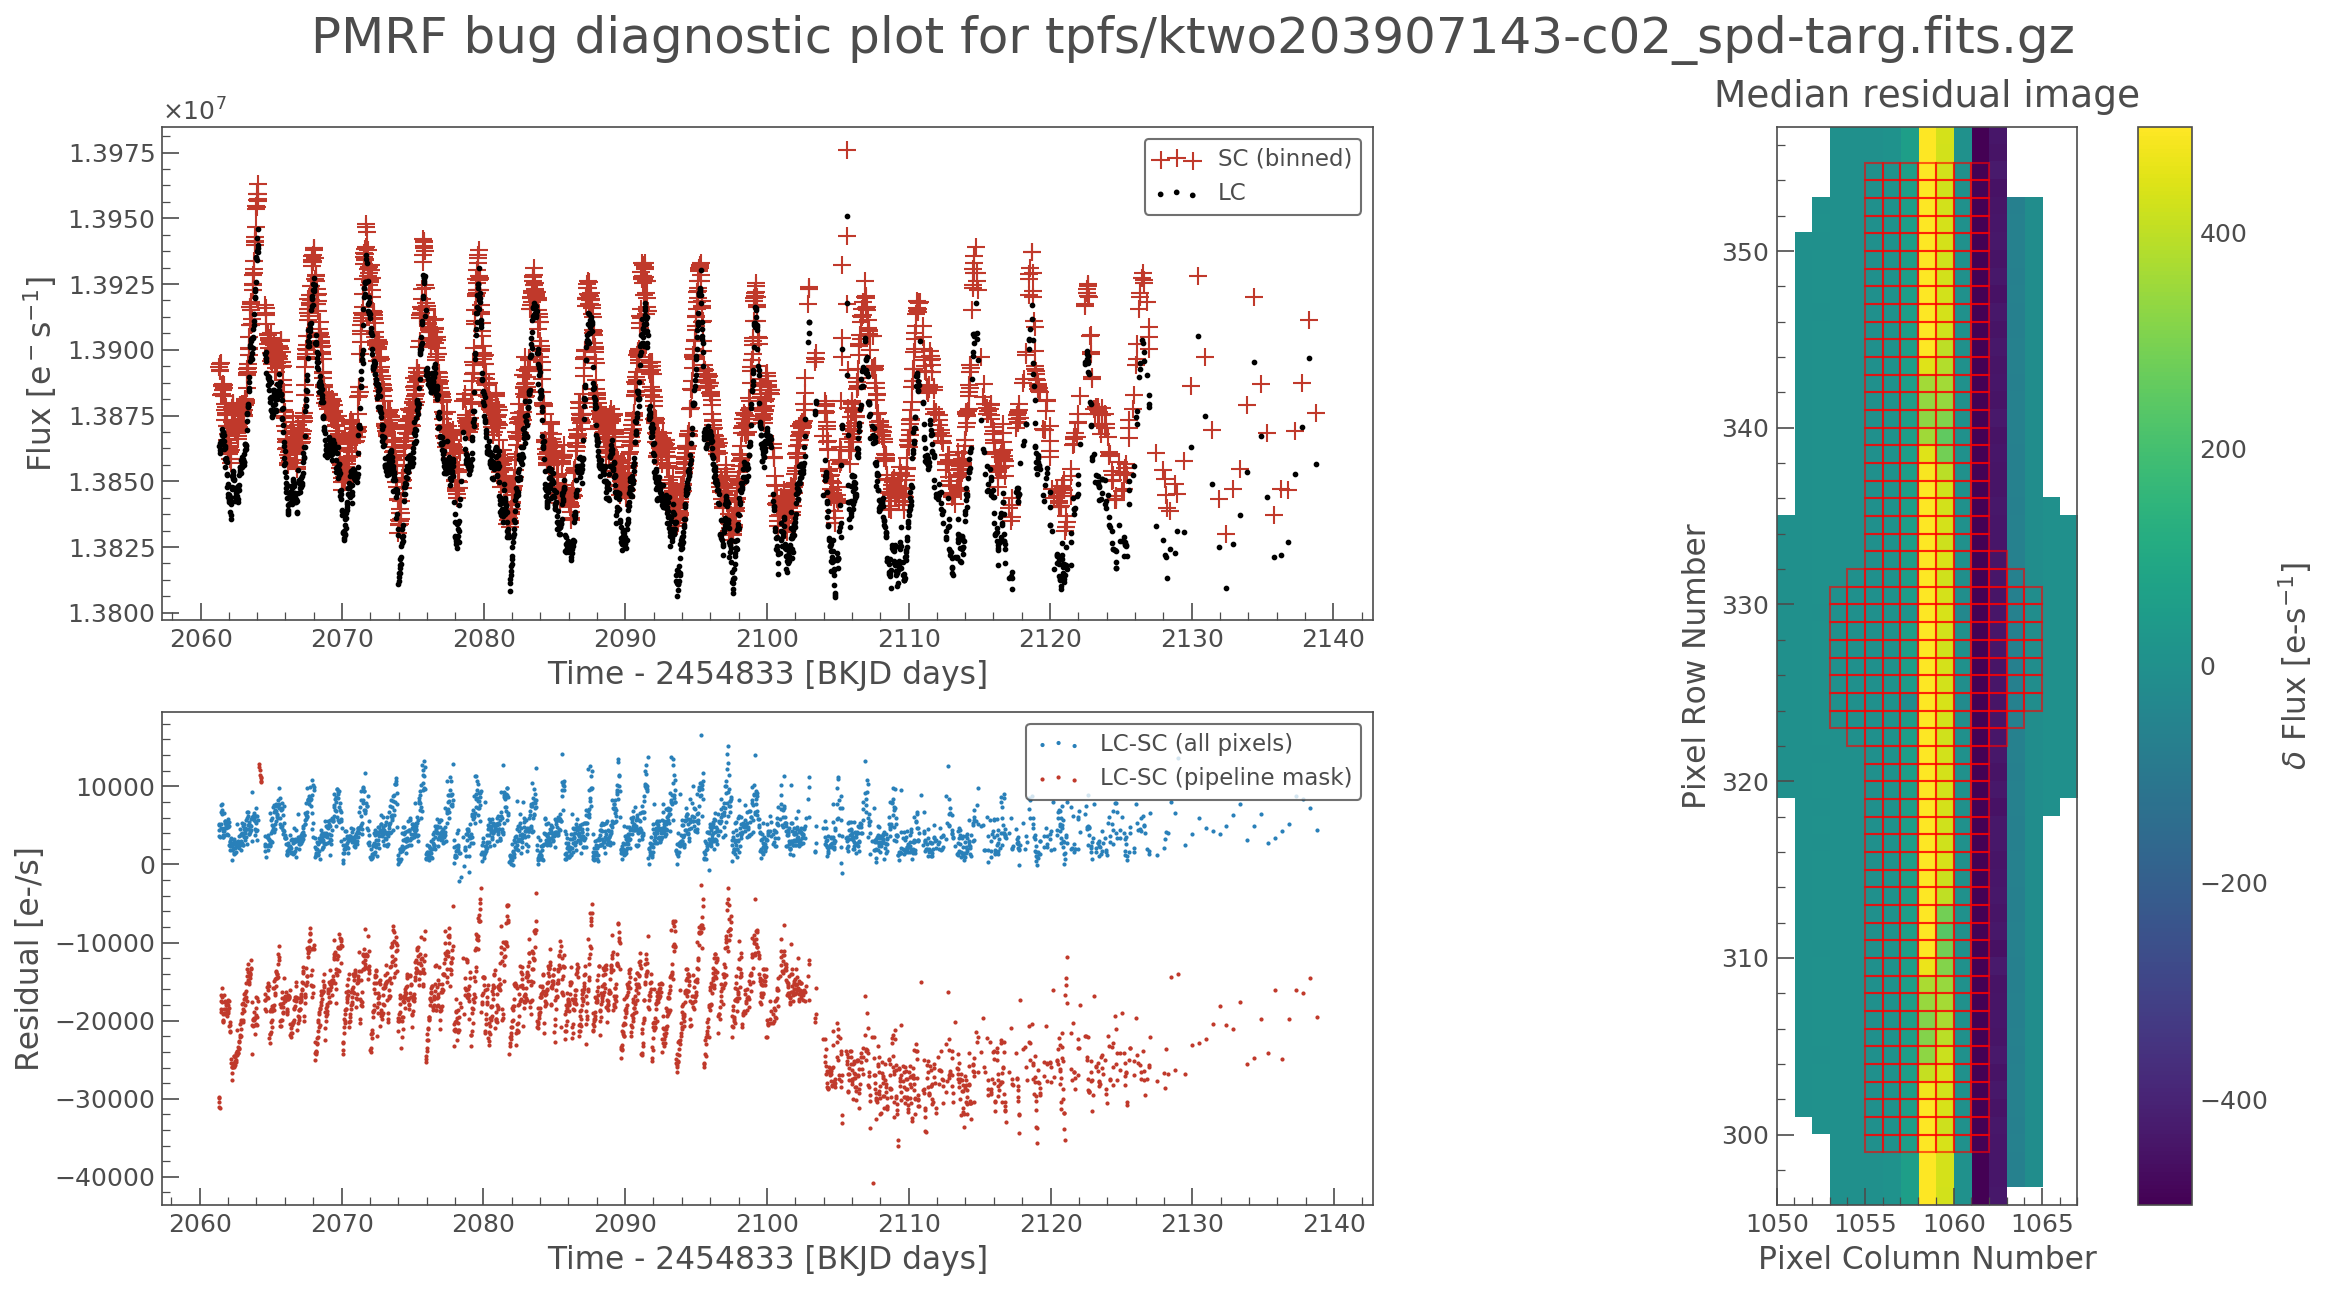 PMRF bug diagnostic plot for tpfs/ktwo203907143-c02_spd-targ.fits.gz
×10⁷
1.3975
1.3950
1.3925
1.3900
1.3875
1.3850
1.3825
1.3800
Flux [e⁻ s⁻¹]
SC (binned)
LC
2060 2070 2080 2090 2100 2110 2120 2130 2140
Time - 2454833 [BKJD days]
10000
0
−10000
−20000
−30000
−40000
Residual [e-/s]
LC-SC (all pixels)
LC-SC (pipeline mask)
2060 2070 2080 2090 2100 2110 2120 2130 2140
Time - 2454833 [BKJD days]
Median residual image
350
340
330
320
310
300
Pixel Row Number
1050 1055 1060 1065
Pixel Column Number
400
200
0
−200
−400
δ Flux [e-s⁻¹]